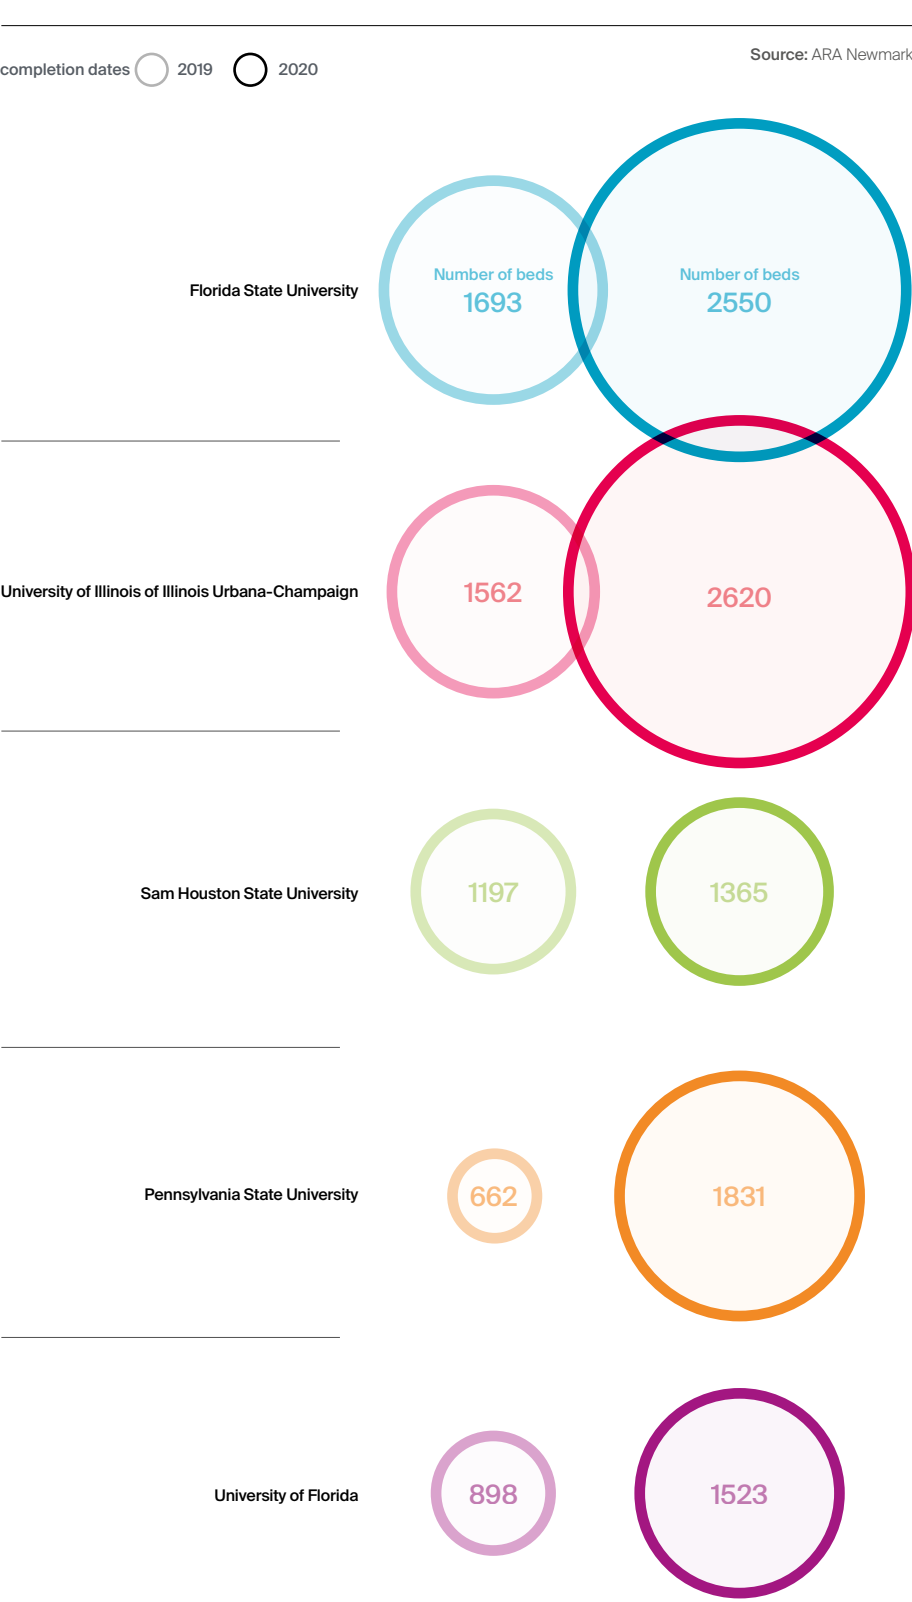 Source: ARA Newmark
completion dates 2019 2020
Number of beds Number of beds
Florida State University 1693 2550
University of Illinois of Illinois Urbana-Champaign 1562 2620
Sam Houston State University 1197 1365
Pennsylvania State University 662 1831
University of Florida 898 1523